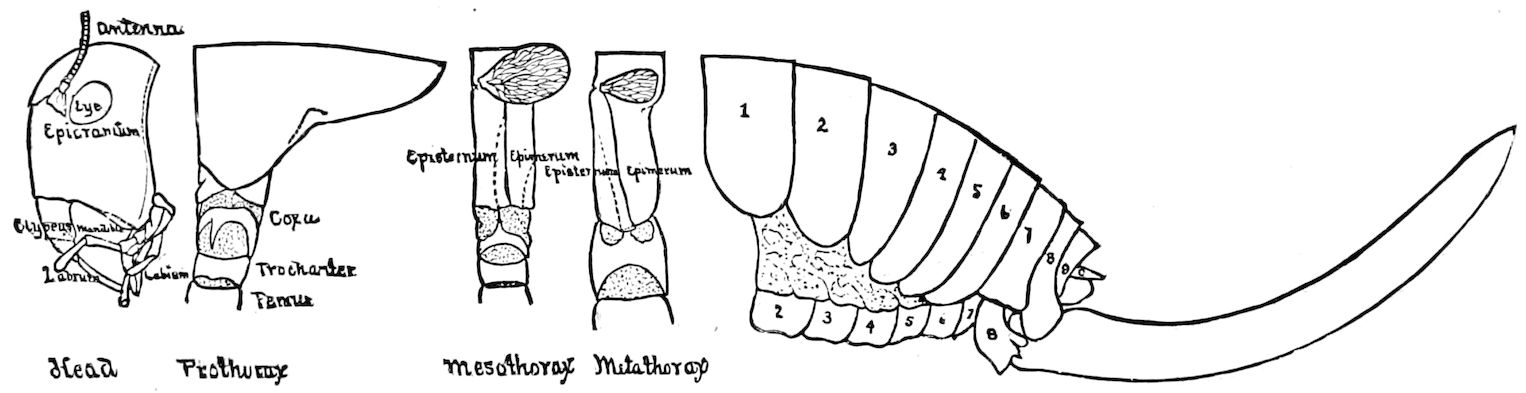 antenna
Eye
Epicranium
Clypeus mandible
Labrum Labium
Head
Coxa
Trochanter
Femur
Prothorax
Episternum Epimerum
Mesothorax
Episternum Epimerum
Metathorax
1
2
3
4
5
6
7
8
9
C
2
3
4
5
6
7
8